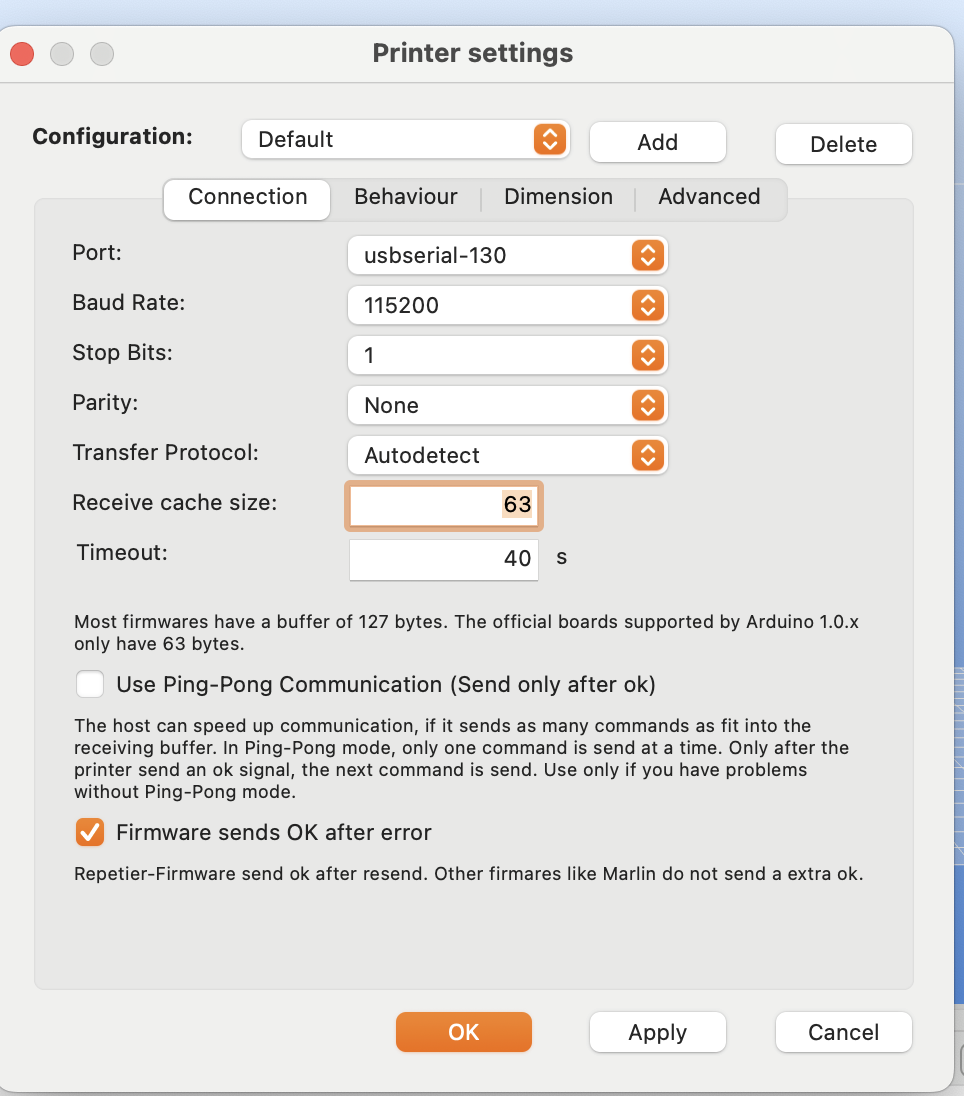 Printer settings
Configuration: Default Add Delete
Connection Behaviour Dimension Advanced
Port: usbserial-130
Baud Rate: 115200
Stop Bits: 1
Parity: None
Transfer Protocol: Autodetect
Receive cache size: 63
Timeout: 40 s
Most firmwares have a buffer of 127 bytes. The official boards supported by Arduino 1.0.x
only have 63 bytes.
Use Ping-Pong Communication (Send only after ok)
The host can speed up communication, if it sends as many commands as fit into the
receiving buffer. In Ping-Pong mode, only one command is send at a time. Only after the
printer send an ok signal, the next command is send. Use only if you have problems
without Ping-Pong mode.
Firmware sends OK after error
Repetier-Firmware send ok after resend. Other firmares like Marlin do not send a extra ok.
OK Apply Cancel